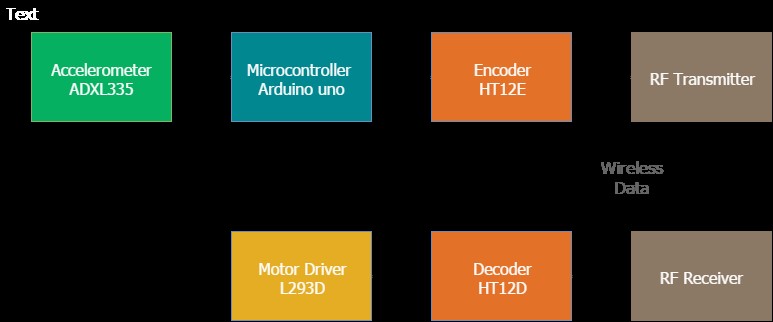 Text
Accelerometer
ADXL335
Microcontroller
Arduino uno
Encoder
HT12E
RF Transmitter
Wireless
Data
Motor Driver
L293D
Decoder
HT12D
RF Receiver